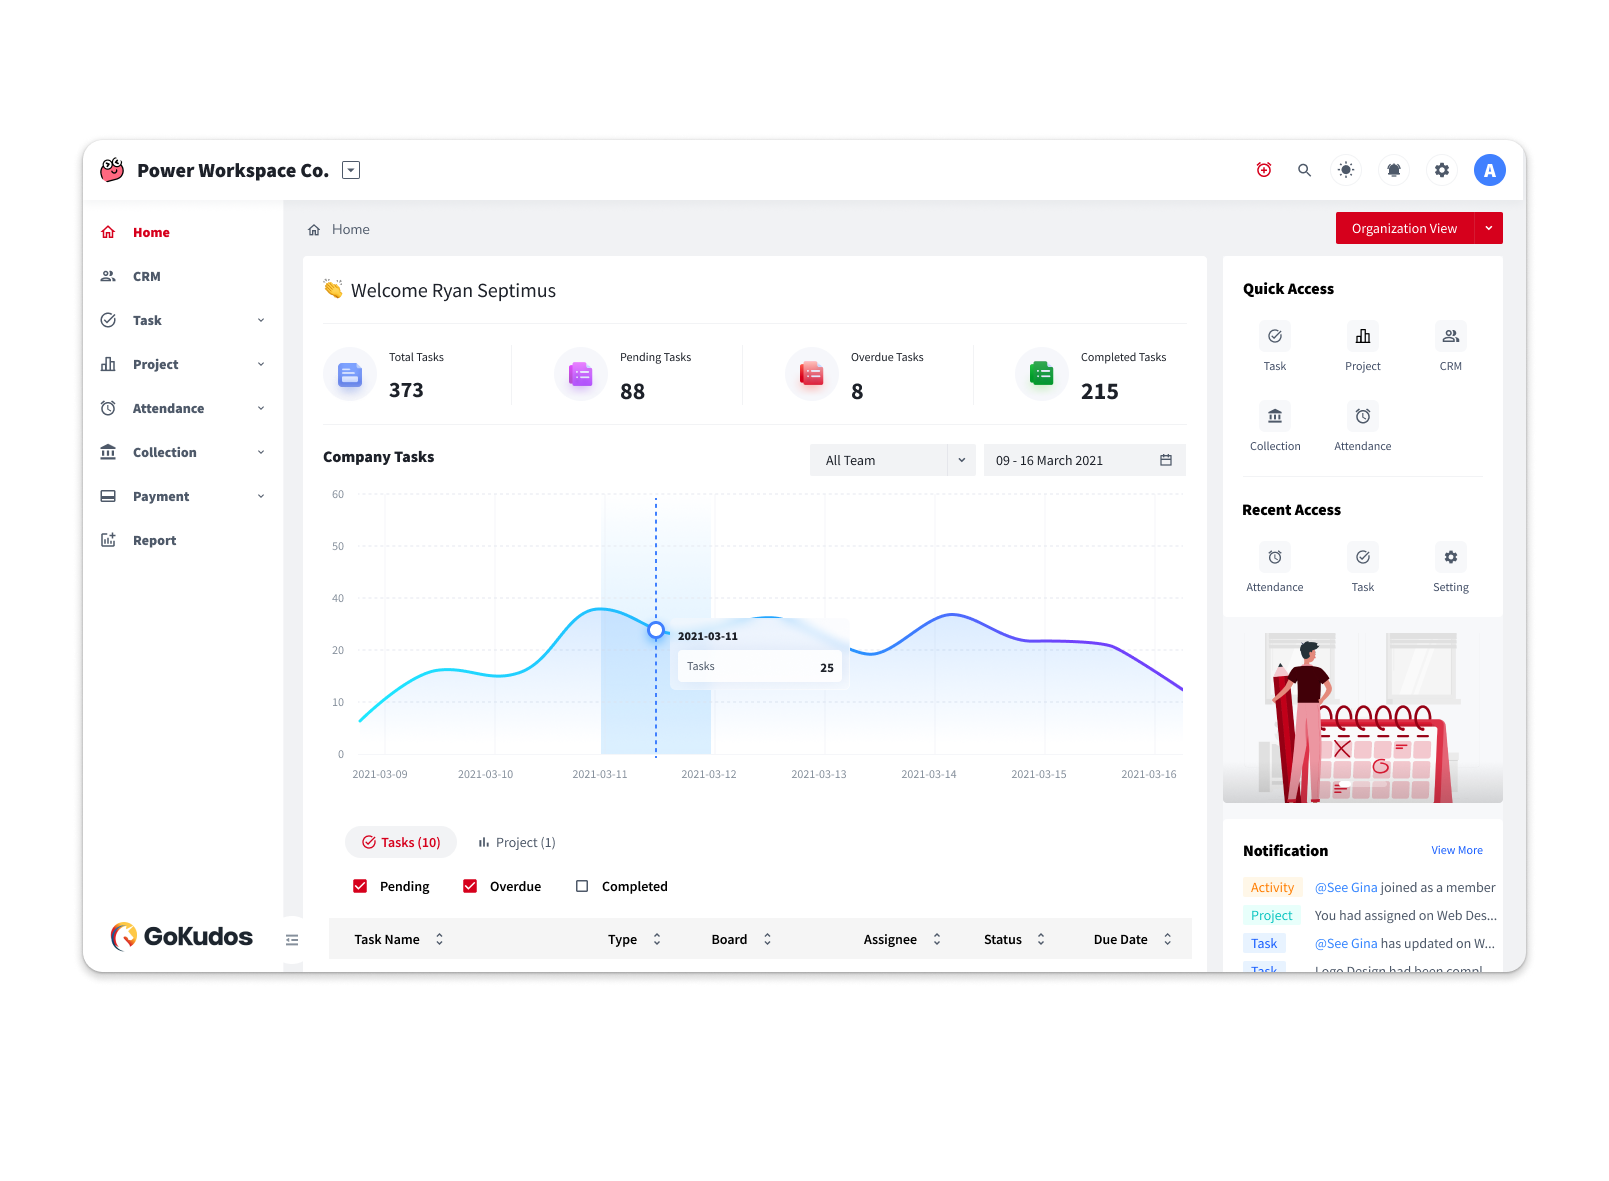 Power Workspace Co.
A
Home
CRM
Task
Project
Attendance
Collection
Payment
Report
GoKudos
Home
Organization View
Welcome Ryan Septimus
Total Tasks
373
Pending Tasks
88
Overdue Tasks
8
Completed Tasks
215
Company Tasks
All Team
09 - 16 March 2021
60
50
40
20
10
0
2021-03-11
Tasks 25
2021-03-09 2021-03-10 2021-03-11 2021-03-12 2021-03-13 2021-03-14 2021-03-15 2021-03-16
Tasks (10) Project (1)
Pending Overdue Completed
Task Name Type Board Assignee Status Due Date
Quick Access
Task Project CRM
Collection Attendance
Recent Access
Attendance Task Setting
Notification View More
Activity @See Gina joined as a member
Project You had assigned on Web Des...
Task @See Gina has updated on W...
Task Logo Design had been compl